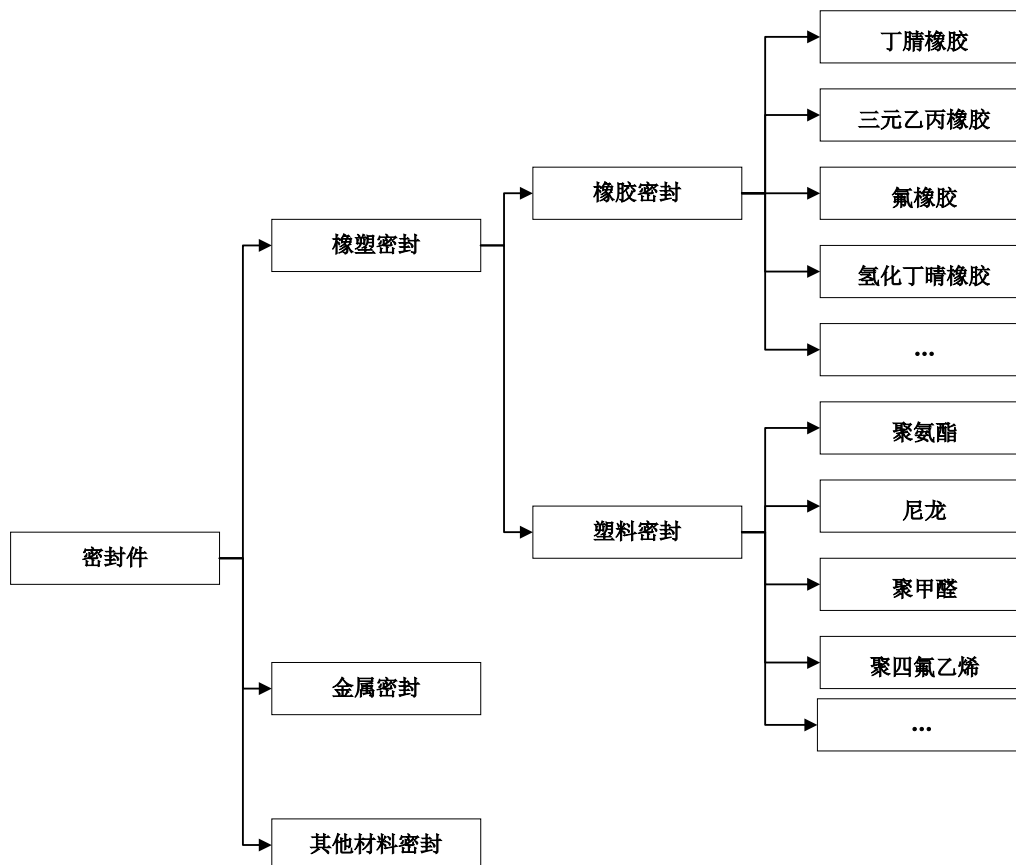 丁腈橡胶
三元乙丙橡胶
橡胶密封
氟橡胶
橡塑密封
氢化丁晴橡胶
...
聚氨酯
尼龙
塑料密封
密封件
聚甲醛
聚四氟乙烯
金属密封
...
其他材料密封